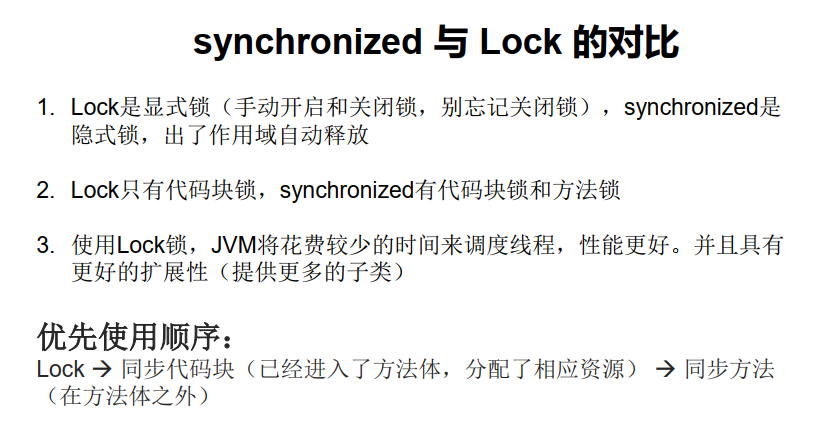 synchronized 与 Lock 的对比
1. Lock是显式锁（手动开启和关闭锁，别忘记关闭锁），synchronized是
隐式锁，出了作用域自动释放
2. Lock只有代码块锁，synchronized有代码块锁和方法锁
3. 使用Lock锁，JVM将花费较少的时间来调度线程，性能更好。并且具有
更好的扩展性（提供更多的子类）
优先使用顺序：
Lock → 同步代码块（已经进入了方法体，分配了相应资源） → 同步方法
（在方法体之外）